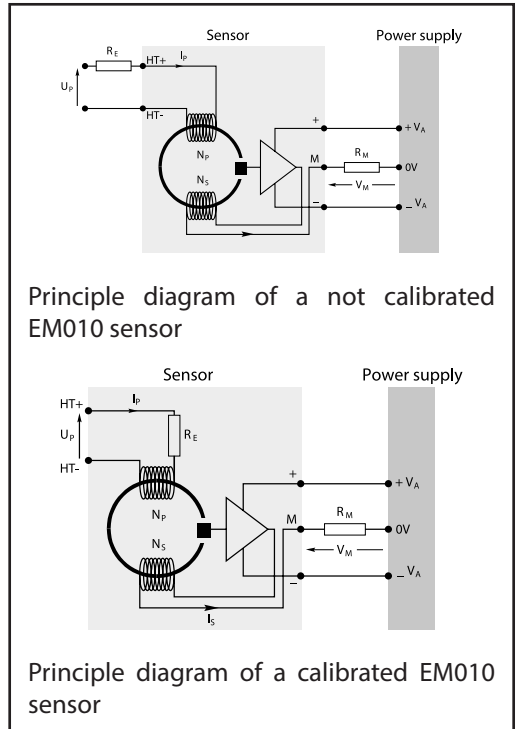 Sensor Power supply
R_E HT+ I_P
U_P
+ + V_A
HT-
N_P
M R_M 0V
N_S
V_M
− − V_A
Principle diagram of a not calibrated
EM010 sensor
Sensor Power supply
HT+ I_P
U_P R_E
HT-
+ + V_A
N_P
M R_M 0V
N_S
V_M
− − V_A
I_S
Principle diagram of a calibrated EM010
sensor